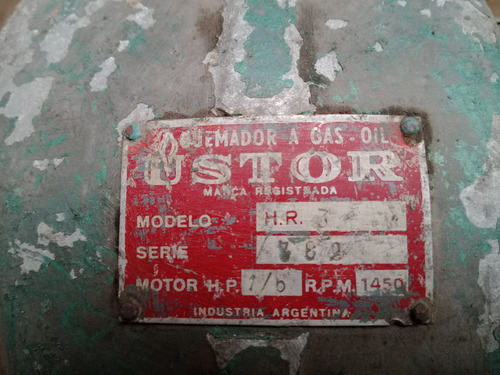 QUEMADOR A GAS-OIL
USTOR
MARCA REGISTRADA
MODELO H.R.
SERIE
MOTOR H.P. 1/6 R.P.M. 1450
INDUSTRIA ARGENTINA